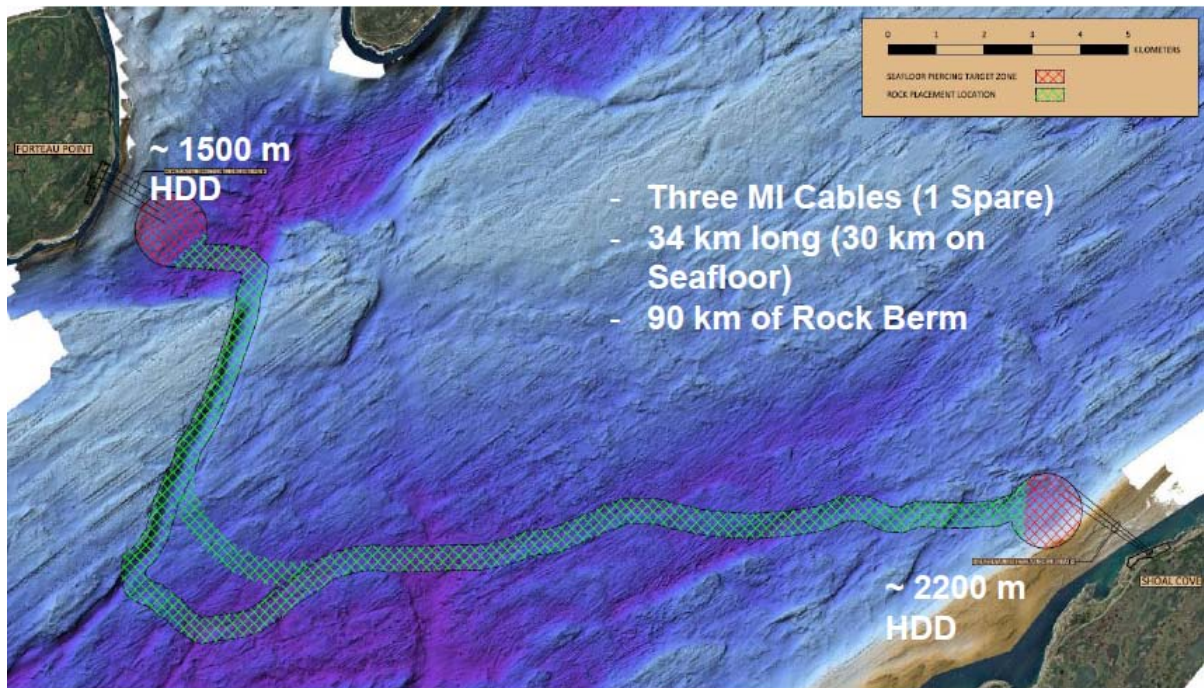 0 1 2 3 4 5
KILOMETERS
SEAFLOOR PIERCING TARGET ZONE
ROCK PLACEMENT LOCATION
FORTEAU POINT
~ 1500 m
HDD
- Three MI Cables (1 Spare)
- 34 km long (30 km on
Seafloor)
- 90 km of Rock Berm
~ 2200 m
HDD
SHOAL COVE